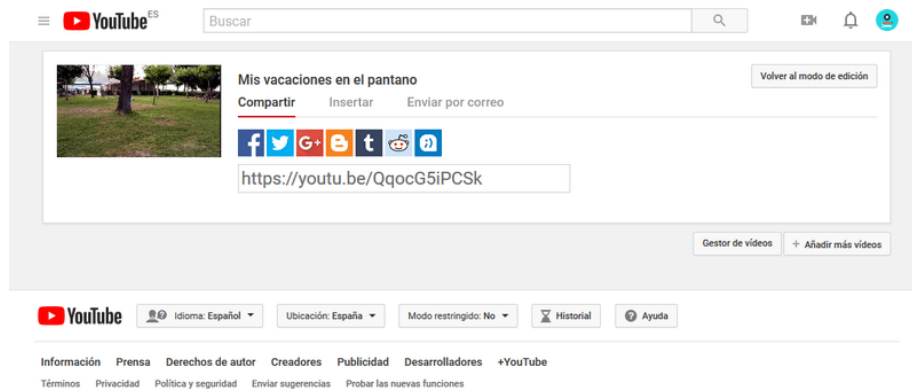 YouTube ES
Buscar
Mis vacaciones en el pantano
Volver al modo de edición
Compartir Insertar Enviar por correo
f G+ B t
https://youtu.be/QqocG5iPCSk
Gestor de vídeos + Añadir más vídeos
YouTube Idioma: Español Ubicación: España Modo restringido: No Historial ? Ayuda
Información Prensa Derechos de autor Creadores Publicidad Desarrolladores +YouTube
Términos Privacidad Política y seguridad Enviar sugerencias Probar las nuevas funciones